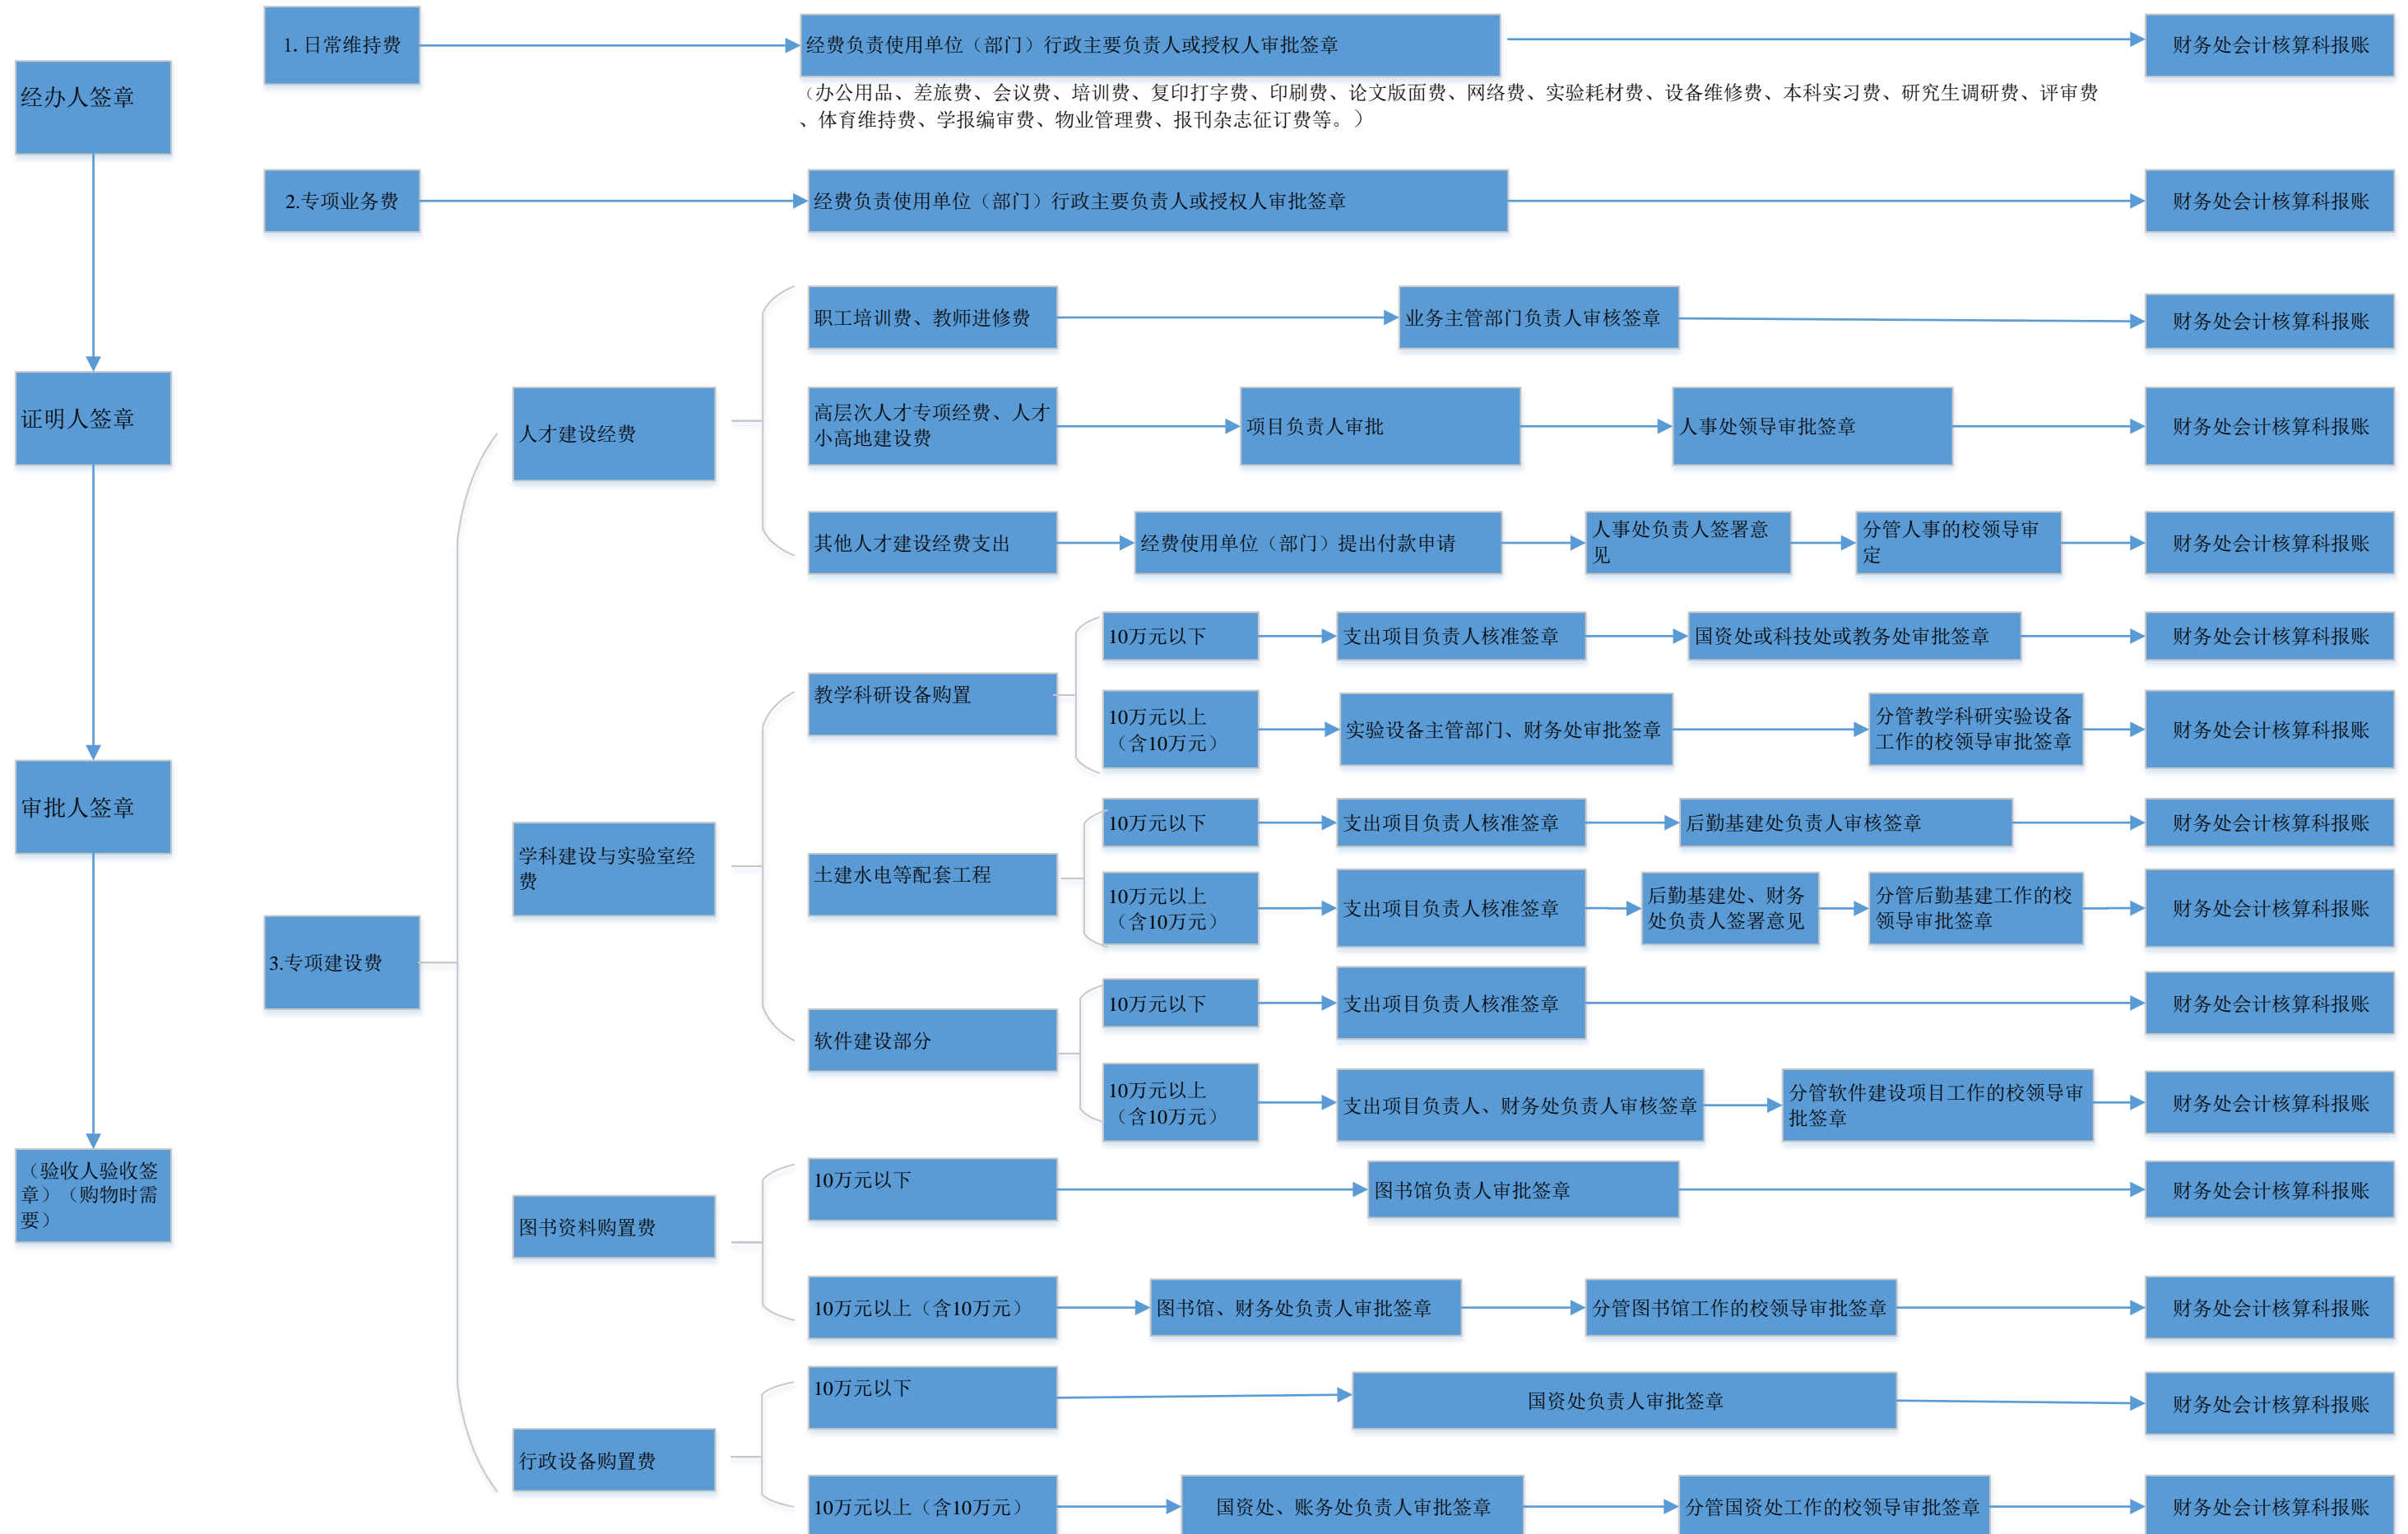 经办人签章
证明人签章
审批人签章
（验收人验收签
章）（购物时需
要）
1. 日常维持费
经费负责使用单位（部门）行政主要负责人或授权人审批签章
财务处会计核算科报账
（办公用品、差旅费、会议费、培训费、复印打字费、印刷费、论文版面费、网络费、实验耗材费、设备维修费、本科实习费、研究生调研费、评审费
、体育维持费、学报编审费、物业管理费、报刊杂志征订费等。）
2.专项业务费
经费负责使用单位（部门）行政主要负责人或授权人审批签章
财务处会计核算科报账
3.专项建设费
人才建设经费
职工培训费、教师进修费
业务主管部门负责人审核签章
财务处会计核算科报账
高层次人才专项经费、人才
小高地建设费
项目负责人审批
人事处领导审批签章
财务处会计核算科报账
其他人才建设经费支出
经费使用单位（部门）提出付款申请
人事处负责人签署意
见
分管人事的校领导审
定
财务处会计核算科报账
学科建设与实验室经
费
教学科研设备购置
10万元以下
支出项目负责人核准签章
国资处或科技处或教务处审批签章
财务处会计核算科报账
10万元以上
（含10万元）
实验设备主管部门、财务处审批签章
分管教学科研实验设备
工作的校领导审批签章
财务处会计核算科报账
土建水电等配套工程
10万元以下
支出项目负责人核准签章
后勤基建处负责人审核签章
财务处会计核算科报账
10万元以上
（含10万元）
支出项目负责人核准签章
后勤基建处、财务
处负责人签署意见
分管后勤基建工作的校
领导审批签章
财务处会计核算科报账
软件建设部分
10万元以下
支出项目负责人核准签章
财务处会计核算科报账
10万元以上
（含10万元）
支出项目负责人、财务处负责人审核签章
分管软件建设项目工作的校领导审
批签章
财务处会计核算科报账
图书资料购置费
10万元以下
图书馆负责人审批签章
财务处会计核算科报账
10万元以上（含10万元）
图书馆、财务处负责人审批签章
分管图书馆工作的校领导审批签章
财务处会计核算科报账
行政设备购置费
10万元以下
国资处负责人审批签章
财务处会计核算科报账
10万元以上（含10万元）
国资处、账务处负责人审批签章
分管国资处工作的校领导审批签章
财务处会计核算科报账